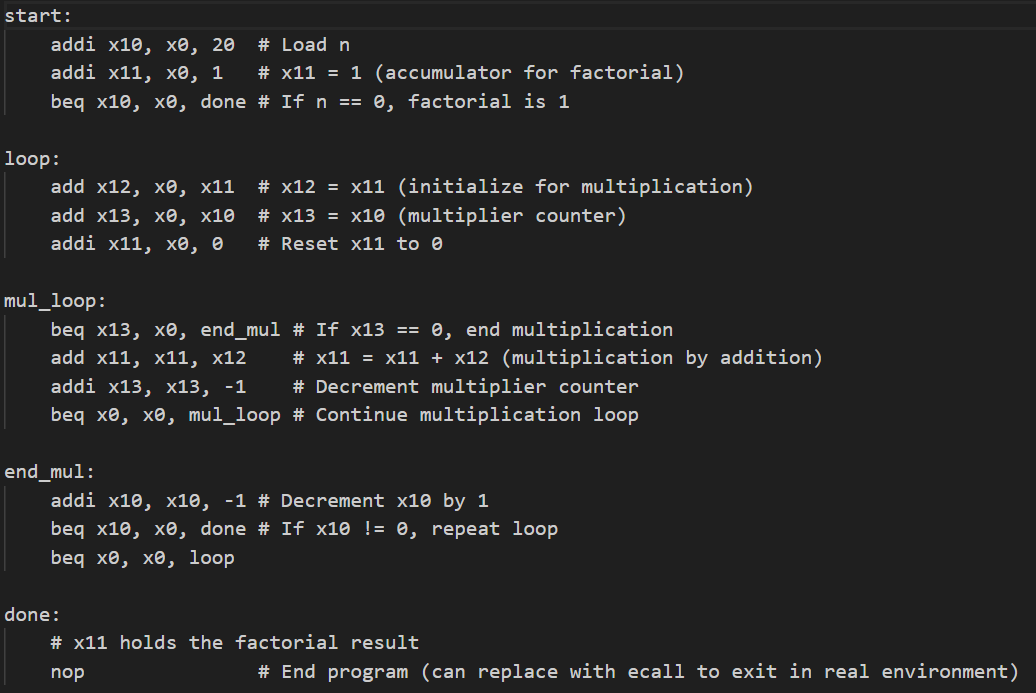 start:
    addi x10, x0, 20  # Load n
    addi x11, x0, 1   # x11 = 1 (accumulator for factorial)
    beq x10, x0, done # If n == 0, factorial is 1

loop:
    add x12, x0, x11  # x12 = x11 (initialize for multiplication)
    add x13, x0, x10  # x13 = x10 (multiplier counter)
    addi x11, x0, 0   # Reset x11 to 0

mul_loop:
    beq x13, x0, end_mul # If x13 == 0, end multiplication
    add x11, x11, x12    # x11 = x11 + x12 (multiplication by addition)
    addi x13, x13, -1    # Decrement multiplier counter
    beq x0, x0, mul_loop # Continue multiplication loop

end_mul:
    addi x10, x10, -1 # Decrement x10 by 1
    beq x10, x0, done # If x10 != 0, repeat loop
    beq x0, x0, loop

done:
    # x11 holds the factorial result
    nop               # End program (can replace with ecall to exit in real environment)